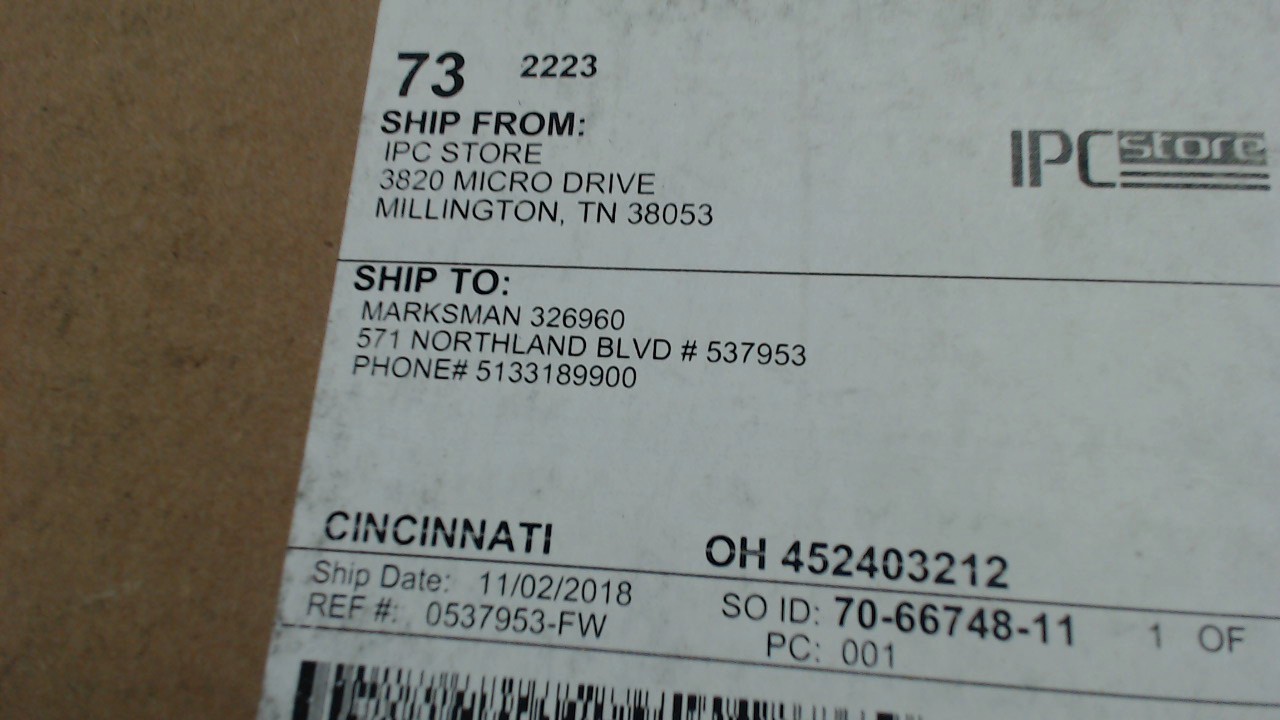 73 2223
SHIP FROM:
IPC STORE
3820 MICRO DRIVE
MILLINGTON, TN 38053
IPC store
SHIP TO:
MARKSMAN 326960
571 NORTHLAND BLVD # 537953
PHONE# 5133189900
CINCINNATI OH 452403212
Ship Date: 11/02/2018 SO ID: 70-66748-11 1 OF
REF #: 0537953-FW PC: 001